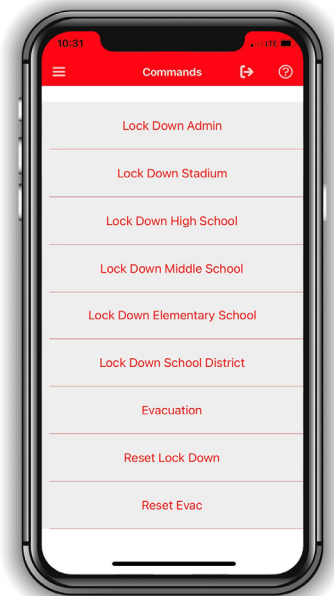 10:31
LTE
Commands
Lock Down Admin
Lock Down Stadium
Lock Down High School
Lock Down Middle School
Lock Down Elementary School
Lock Down School District
Evacuation
Reset Lock Down
Reset Evac